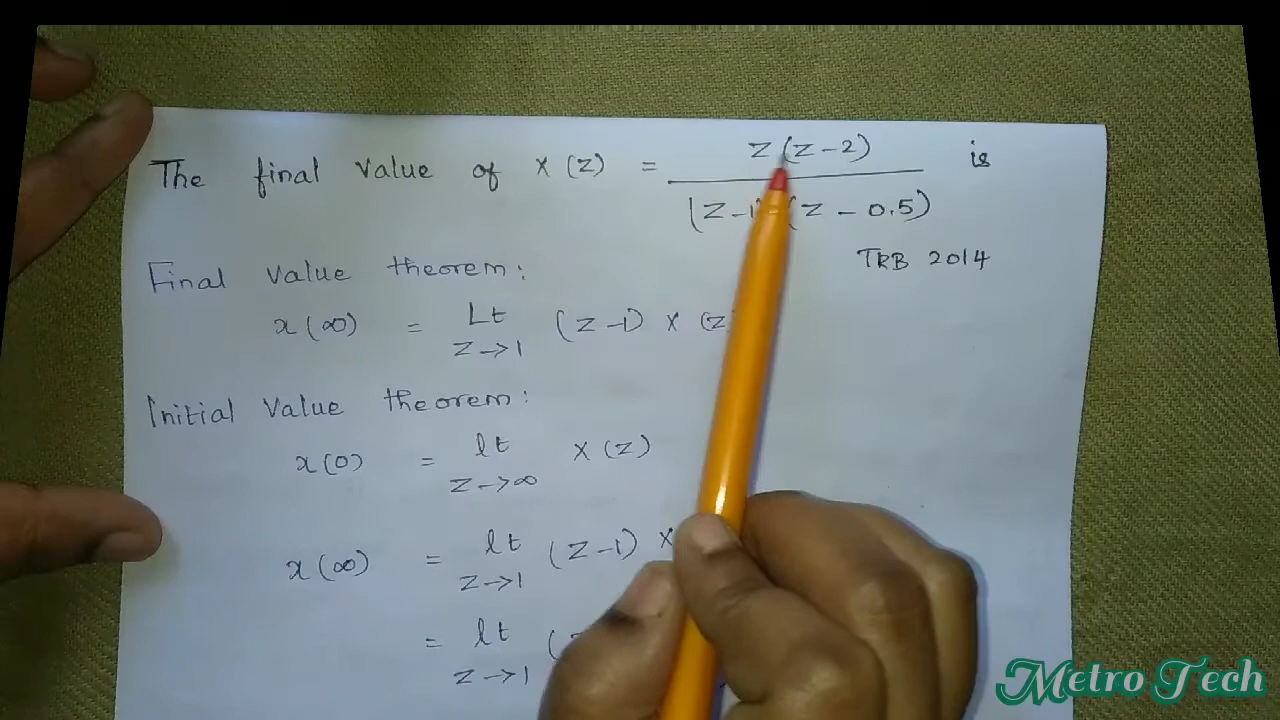 The final value of X(z) = z(z-2) is
(z-1) (z-0.5)
TRB 2014
Final value theorem:
x(∞) = Lt (z-1) X (z
z→1
Initial value theorem:
x(0) = lt X(z)
z→∞
x(∞) = lt (z-1) X
z→1
= lt (
z→1
Metro Tech